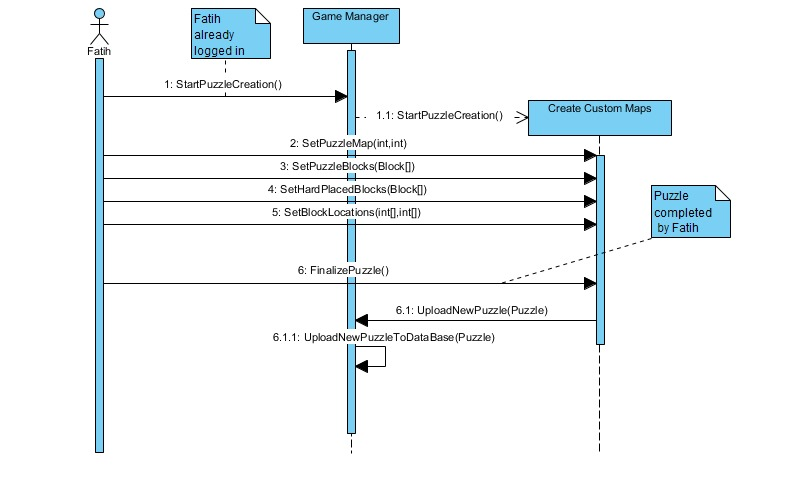 Fatih
Fatih
already
logged in
Game Manager
1: StartPuzzleCreation()
1.1: StartPuzzleCreation()
Create Custom Maps
2: SetPuzzleMap(int,int)
3: SetPuzzleBlocks(Block[])
4: SetHardPlacedBlocks(Block[])
5: SetBlockLocations(int[],int[])
Puzzle
completed
by Fatih
6: FinalizePuzzle()
6.1: UploadNewPuzzle(Puzzle)
6.1.1: UploadNewPuzzleToDataBase(Puzzle)